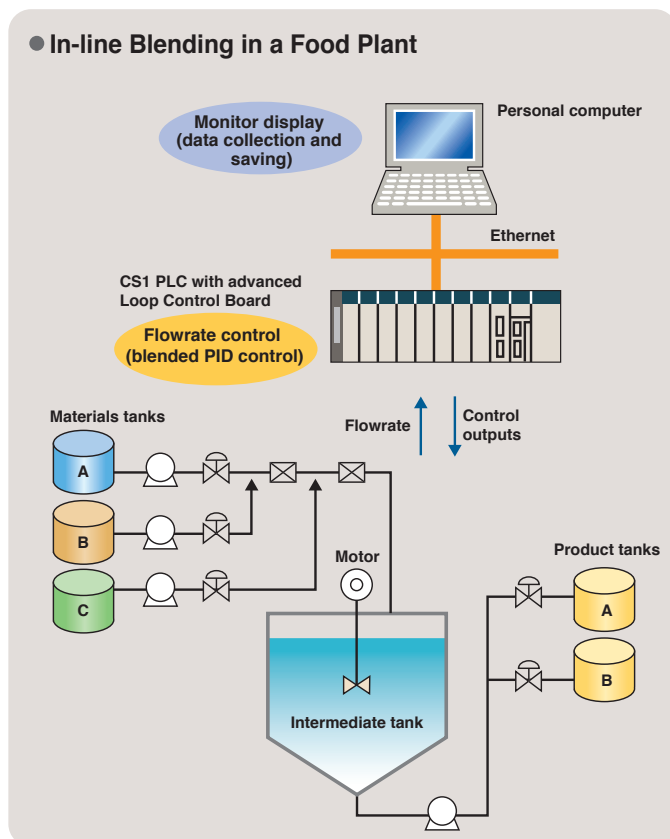 In-line Blending in a Food Plant
Monitor display
(data collection and
saving)
Personal computer
Ethernet
CS1 PLC with advanced
Loop Control Board
Flowrate control
(blended PID control)
Flowrate
Control
outputs
Materials tanks
A
B
C
Motor
Product tanks
A
B
Intermediate tank